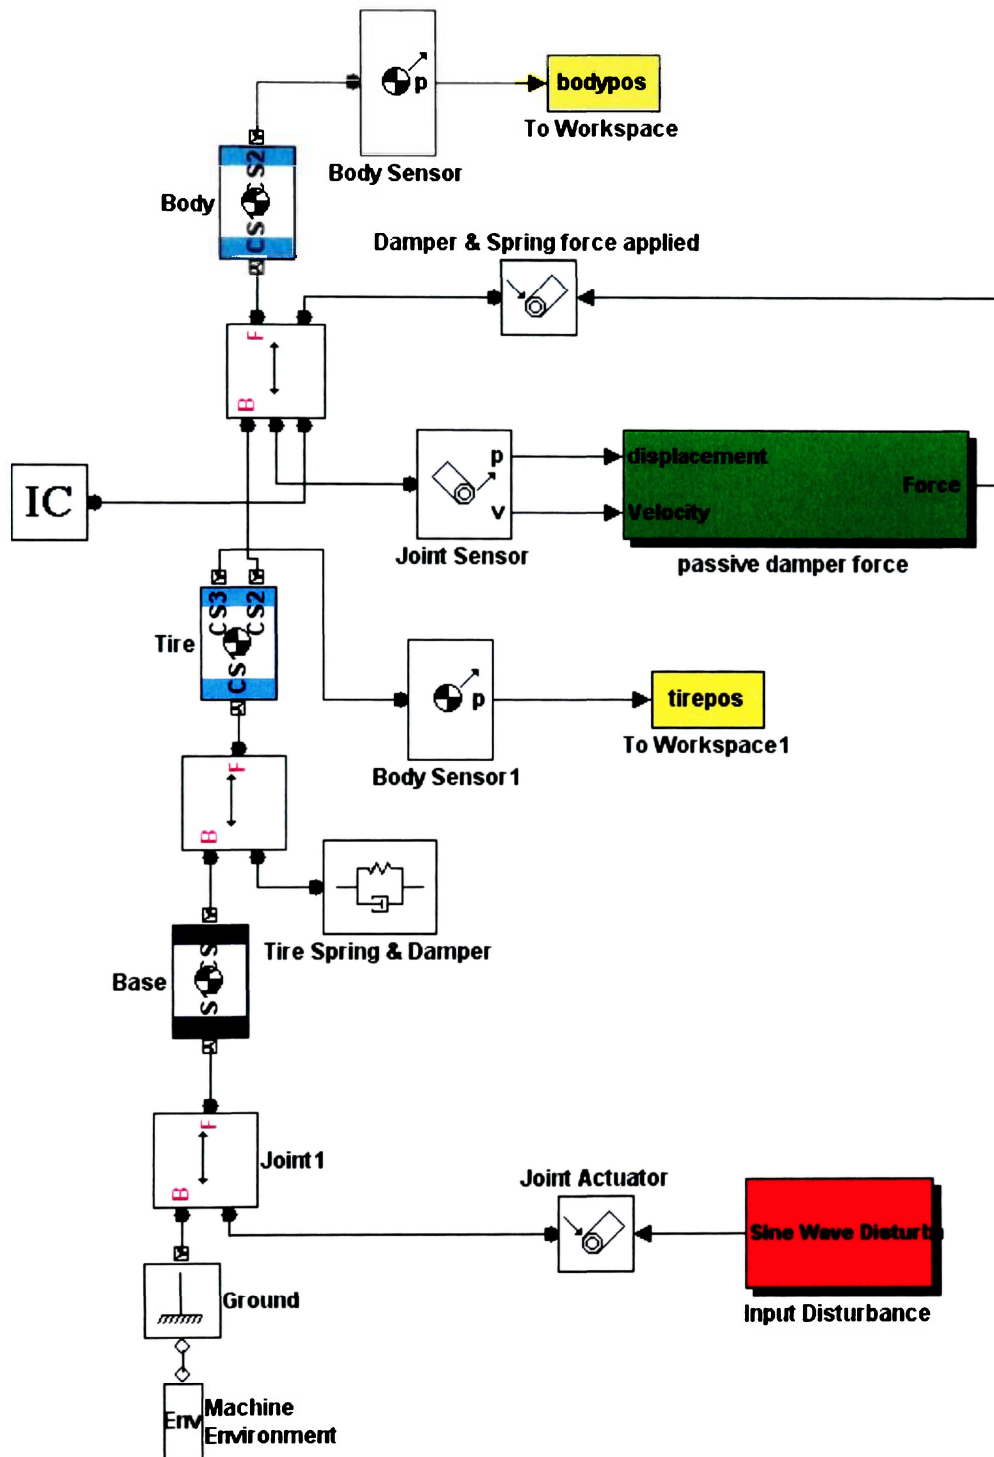 p
bodypos
To Workspace
Body Sensor
CS2
Body
CS1
Damper & Spring force applied
F
B
IC
p
v
Joint Sensor
displacement
Velocity
Force
passive damper force
CS3
CS2
Tire
CS1
p
tirepos
To Workspace1
Body Sensor1
F
B
Tire Spring & Damper
Base
F
B
Joint1
Joint Actuator
Sine Wave Disturb
Input Disturbance
Ground
Env
Machine
Environment